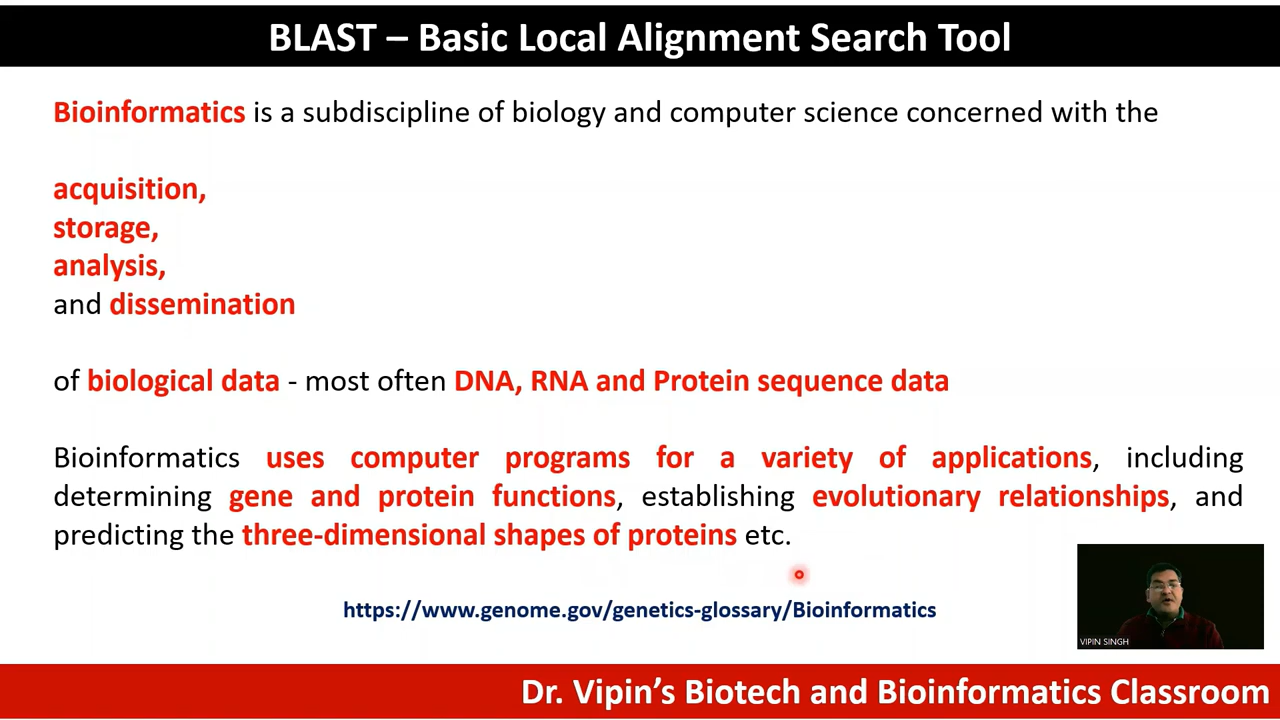 BLAST – Basic Local Alignment Search Tool
Bioinformatics is a subdiscipline of biology and computer science concerned with the
acquisition,
storage,
analysis,
and dissemination
of biological data - most often DNA, RNA and Protein sequence data
Bioinformatics uses computer programs for a variety of applications, including
determining gene and protein functions, establishing evolutionary relationships, and
predicting the three-dimensional shapes of proteins etc.
https://www.genome.gov/genetics-glossary/Bioinformatics
VIPIN SINGH
Dr. Vipin’s Biotech and Bioinformatics Classroom